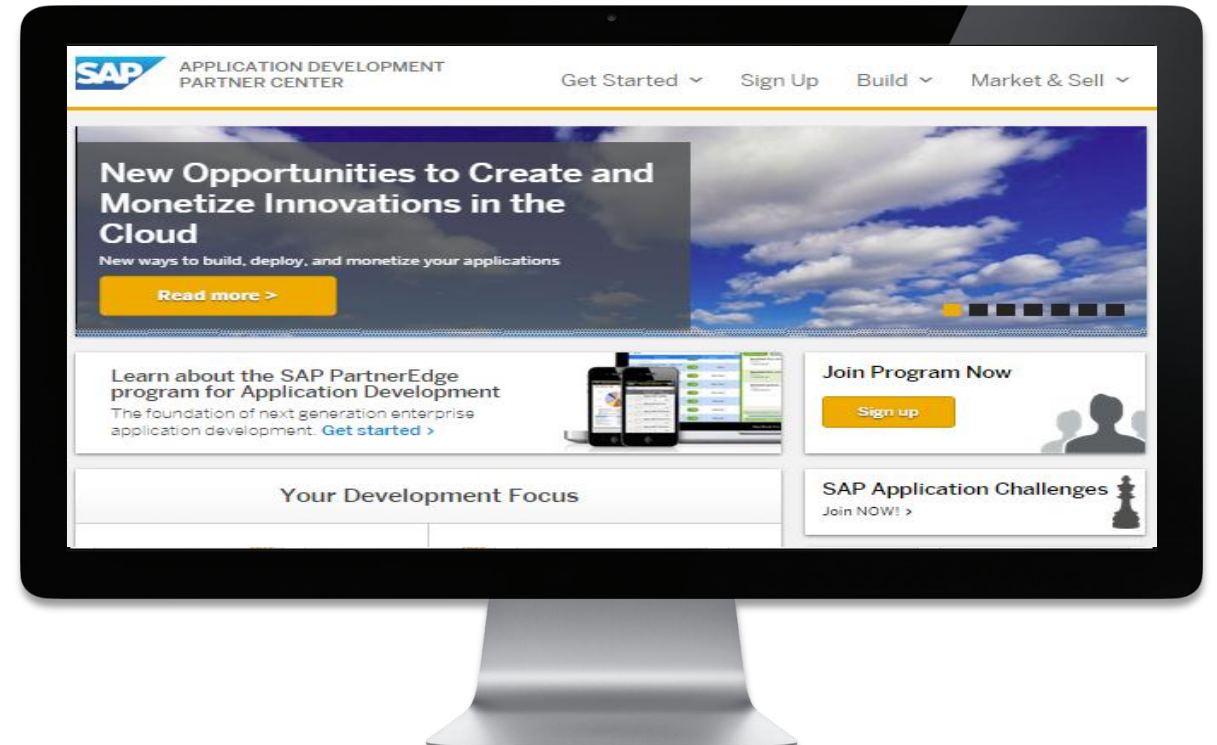 SAP
APPLICATION DEVELOPMENT
PARTNER CENTER
Get Started Sign Up Build Market & Sell
New Opportunities to Create and
Monetize Innovations in the
Cloud
New ways to build, deploy, and monetize your applications
Read more >
Learn about the SAP PartnerEdge
program for Application Development
The foundation of next generation enterprise
application development. Get started >
Join Program Now
Sign up
Your Development Focus
SAP Application Challenges
Join NOW! >